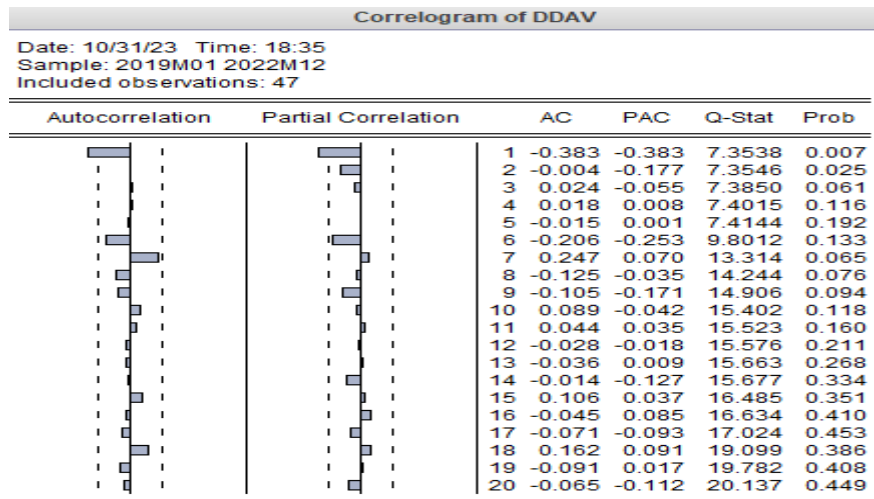 Correlogram of DDAV
Date: 10/31/23 Time: 18:35
Sample: 2019M01 2022M12
Included observations: 47
Autocorrelation Partial Correlation AC PAC Q-Stat Prob
1 -0.383 -0.383 7.3538 0.007
2 -0.004 -0.177 7.3546 0.025
3 0.024 -0.055 7.3850 0.061
4 0.018 0.008 7.4015 0.116
5 -0.015 0.001 7.4144 0.192
6 -0.206 -0.253 9.8012 0.133
7 0.247 0.070 13.314 0.065
8 -0.125 -0.035 14.244 0.076
9 -0.105 -0.171 14.906 0.094
10 0.089 -0.042 15.402 0.118
11 0.044 0.035 15.523 0.160
12 -0.028 -0.018 15.576 0.211
13 -0.036 0.009 15.663 0.268
14 -0.014 -0.127 15.677 0.334
15 0.106 0.037 16.485 0.351
16 -0.045 0.085 16.634 0.410
17 -0.071 -0.093 17.024 0.453
18 0.162 0.091 19.099 0.386
19 -0.091 0.017 19.782 0.408
20 -0.065 -0.112 20.137 0.449